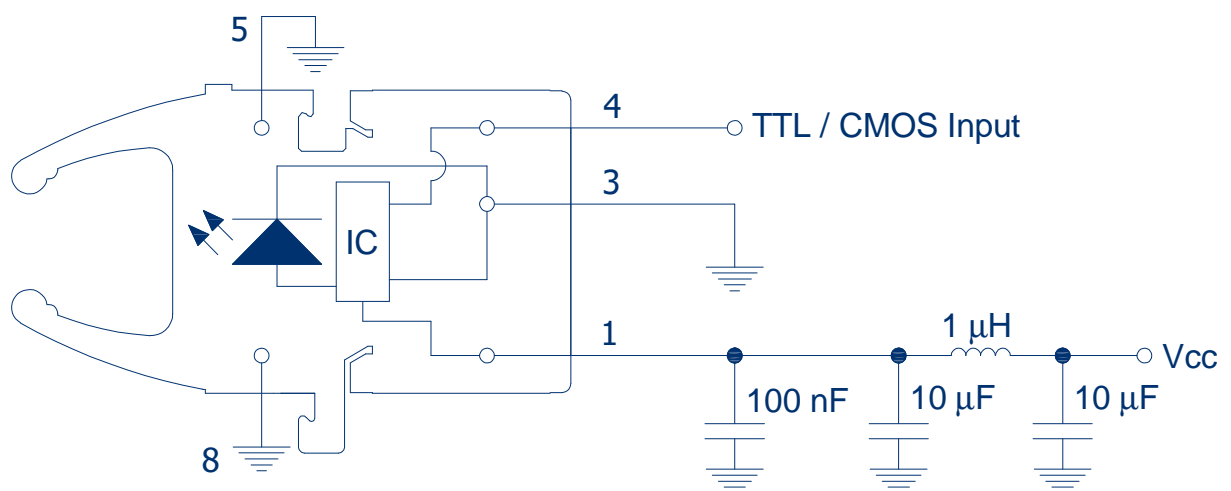 5
4
TTL / CMOS Input
3
IC
1
1 μH
Vcc
100 nF
10 μF
10 μF
8